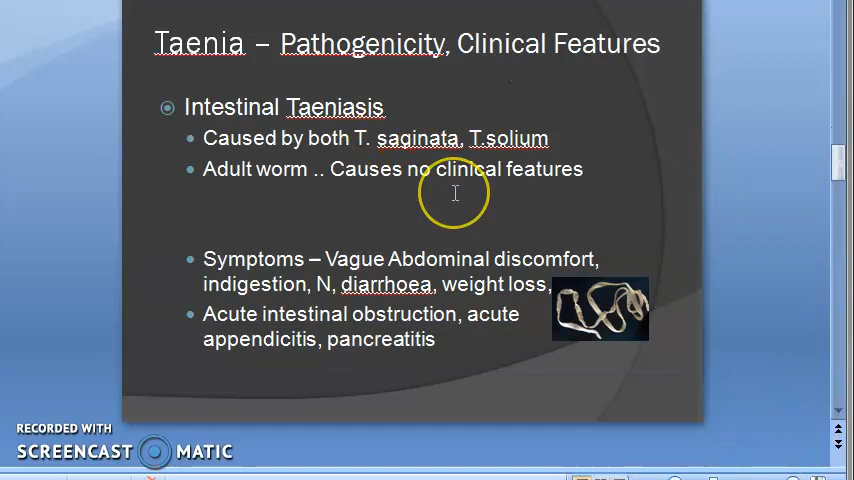 Taenia – Pathogenicity, Clinical Features
Intestinal Taeniasis
Caused by both T. saginata, T.solium
Adult worm .. Causes no clinical features
Symptoms – Vague Abdominal discomfort,
indigestion, N, diarrhoea, weight loss,
Acute intestinal obstruction, acute
appendicitis, pancreatitis
RECORDED WITH
SCREENCAST MATIC